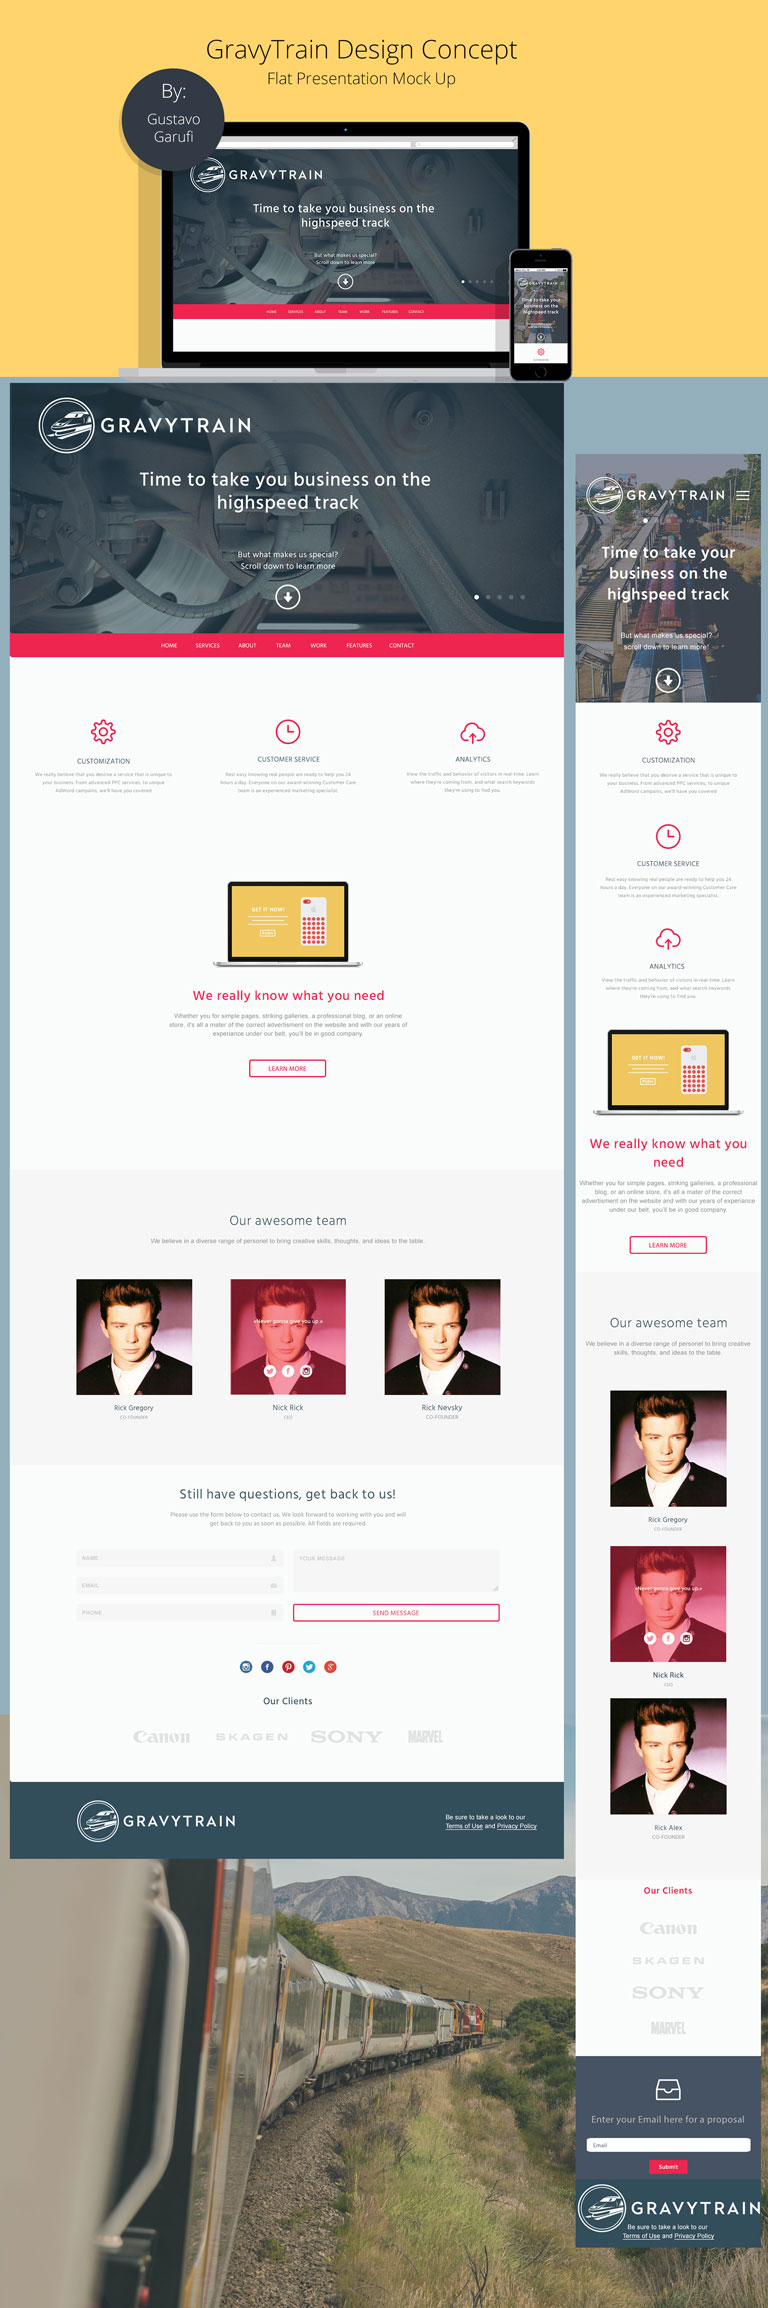 GravyTrain Design Concept
Flat Presentation Mock Up
By:
Gustavo
Garufi
GRAVYTRAIN
Time to take you business on the
highspeed track
But what makes us special?
Scroll down to learn more
HOME SERVICES ABOUT TEAM WORK FEATURES CONTACT
GRAVYTRAIN
Time to take your
business on the
highspeed track
GRAVYTRAIN
Time to take you business on the
highspeed track
But what makes us special?
Scroll down to learn more
HOME SERVICES ABOUT TEAM WORK FEATURES CONTACT
CUSTOMIZATION
We really believe that you desirve a service that is unique to
your business. From advanced PPC services, to unique
AdWord campains, we'll have you covered
CUSTOMER SERVICE
Rest easy knowing real people are ready to help you 24
hours a day. Everyone on our award-winning Customer Care
team is an experienced marketing specialist.
ANALYTICS
View the traffic and behavior of visitors in real-time. Learn
where they're coming from, and what search keywords
they're using to find you.
GET IT NOW!
We really know what you need
Whether you for simple pages, striking galleries, a professional blog, or an online
store, it's all a mater of the correct advertisment on the website and with our years of
experiance under our belt, you'll be in good company.
LEARN MORE
Our awesome team
We believe in a diverse range of personel to bring creative skills, thoughts, and ideas to the table.
«Never gonna give you up.»
Rick Gregory
CO-FOUNDER
Nick Rick
CEO
Rick Nevsky
CO-FOUNDER
Still have questions, get back to us!
Please use the form below to contact us. We look forward to working with you and will
get back to you as soon as possible. All fields are required.
NAME
EMAIL
PHONE
YOUR MESSAGE
SEND MESSAGE
Our Clients
Canon SKAGEN SONY MARVEL
GRAVYTRAIN
Be sure to take a look to our
Terms of Use and Privacy Policy
GRAVYTRAIN
Time to take your
business on the
highspeed track
But what makes us special?
scroll down to learn more!
CUSTOMIZATION
We really believe that you desirve a service that is unique to
your business. From advanced PPC services, to unique
AdWord campains, we'll have you covered
CUSTOMER SERVICE
Rest easy knowing real people are ready to help you 24
hours a day. Everyone on our award-winning Customer Care
team is an experienced marketing specialist.
ANALYTICS
View the traffic and behavior of visitors in real-time. Learn
where they're coming from, and what search keywords
they're using to find you.
GET IT NOW!
We really know what you
need
Whether you for simple pages, striking galleries, a professional
blog, or an online store, it's all a mater of the correct
advertisment on the website and with our years of experiance
under our belt, you'll be in good company.
LEARN MORE
Our awesome team
We believe in a diverse range of personel to bring creative
skills, thoughts, and ideas to the table.
Rick Gregory
CO-FOUNDER
«Never gonna give you up.»
Nick Rick
CEO
Rick Alex
CO-FOUNDER
Our Clients
Canon
SKAGEN
SONY
MARVEL
Enter your Email here for a proposal
Email
Submit
GRAVYTRAIN
Be sure to take a look to our
Terms of Use and Privacy Policy